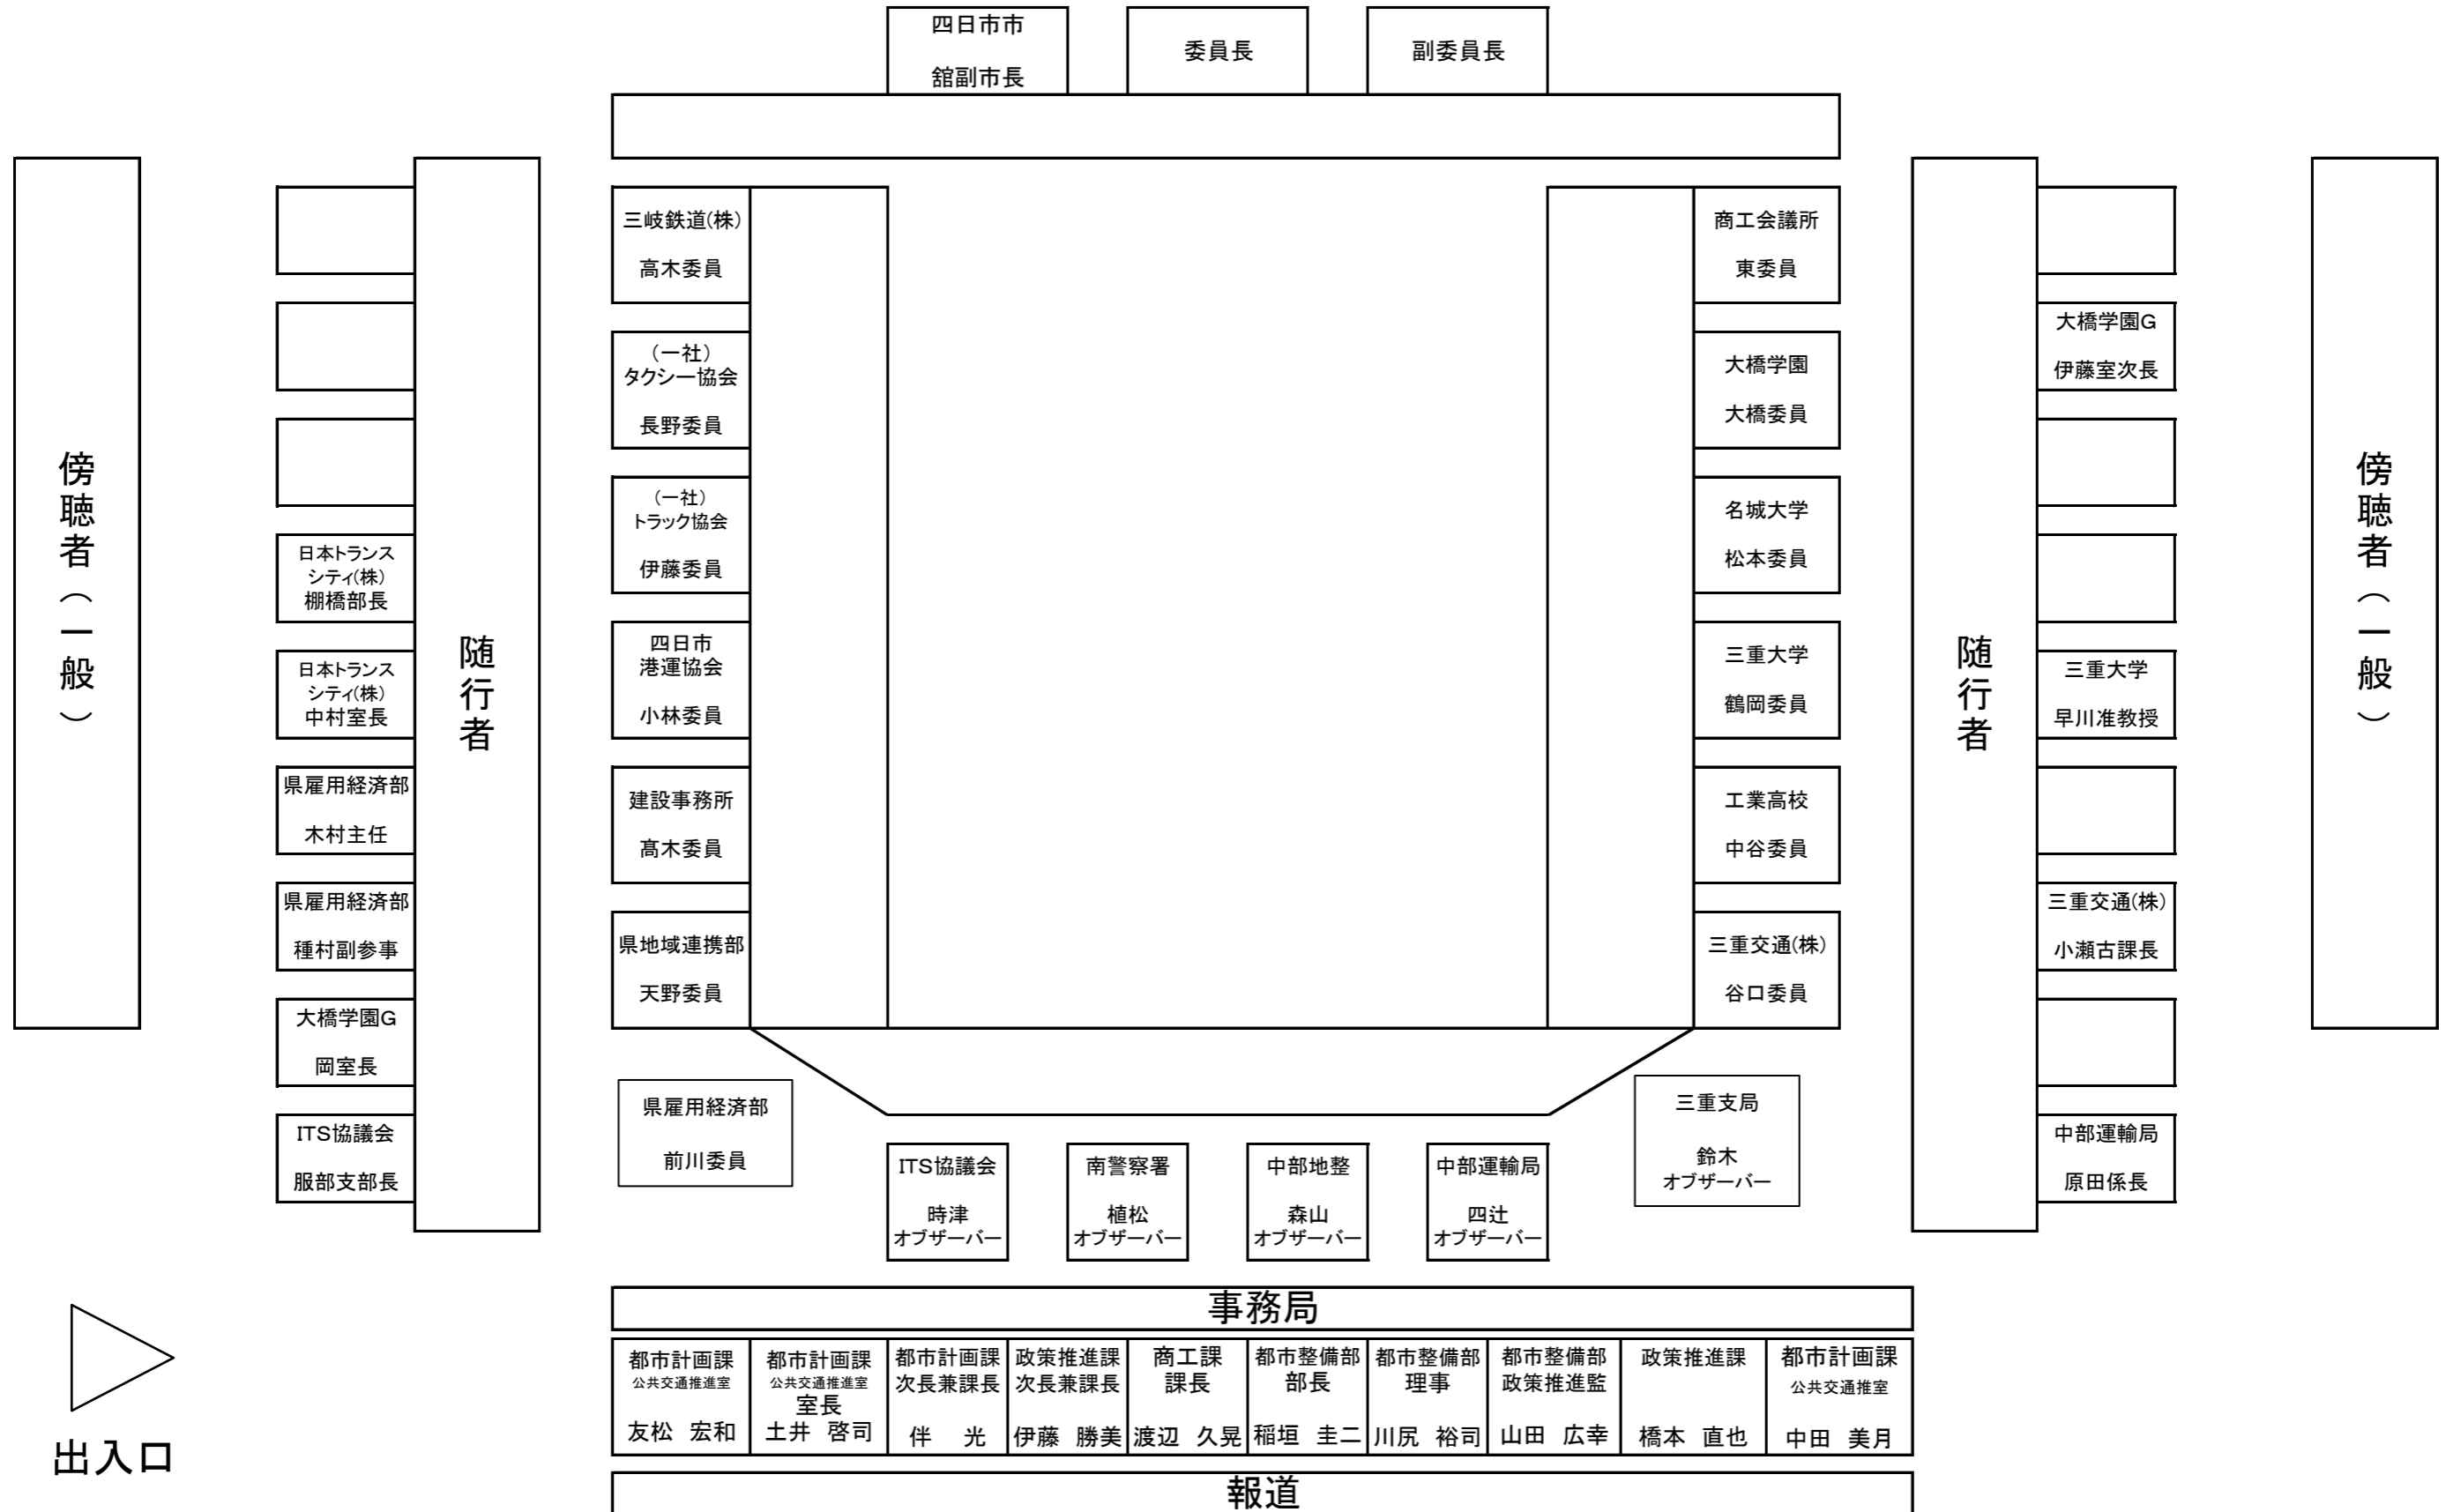 四日市市
舘副市長
委員長
副委員長
傍聴者(一般)
日本トランス
シティ(株)
棚橋部長
日本トランス
シティ(株)
中村室長
県雇用経済部
木村主任
県雇用経済部
種村副参事
大橋学園G
岡室長
ITS協議会
服部支部長
随行者
三岐鉄道(株)
高木委員
(一社)
タクシー協会
長野委員
(一社)
トラック協会
伊藤委員
四日市
港運協会
小林委員
建設事務所
髙木委員
県地域連携部
天野委員
県雇用経済部
前川委員
ITS協議会
時津
オブザーバー
南警察署
植松
オブザーバー
中部地整
森山
オブザーバー
中部運輸局
四辻
オブザーバー
三重支局
鈴木
オブザーバー
商工会議所
東委員
大橋学園
大橋委員
名城大学
松本委員
三重大学
鶴岡委員
工業高校
中谷委員
三重交通(株)
谷口委員
随行者
大橋学園G
伊藤室次長
三重大学
早川准教授
三重交通(株)
小瀬古課長
中部運輸局
原田係長
傍聴者(一般)
出入口
事務局
都市計画課
公共交通推進室
友松 宏和
都市計画課
公共交通推進室
室長
土井 啓司
都市計画課
次長兼課長
伴 光
政策推進課
次長兼課長
伊藤 勝美
商工課
課長
渡辺 久晃
都市整備部
部長
稲垣 圭二
都市整備部
理事
川尻 裕司
都市整備部
政策推進監
山田 広幸
政策推進課
橋本 直也
都市計画課
公共交通推室
中田 美月
報道